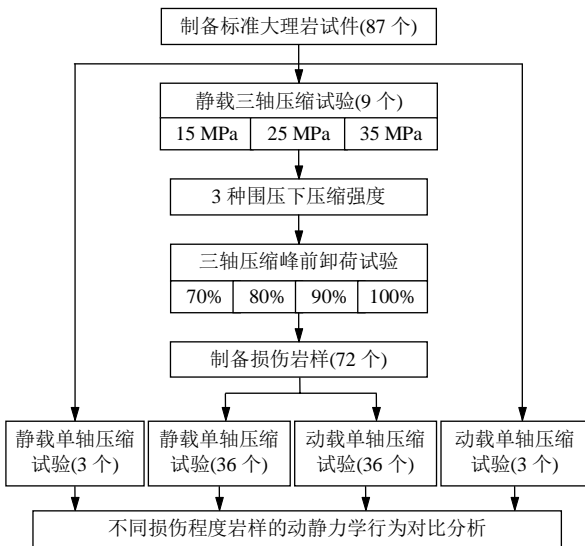 制备标准大理岩试件(87 个)
静载三轴压缩试验(9 个)
15 MPa 25 MPa 35 MPa
3 种围压下压缩强度
三轴压缩峰前卸荷试验
70% 80% 90% 100%
制备损伤岩样(72 个)
静载单轴压缩
试验(3 个)
静载单轴压缩
试验(36 个)
动载单轴压缩
试验(36 个)
动载单轴压缩
试验(3 个)
不同损伤程度岩样的动静力学行为对比分析